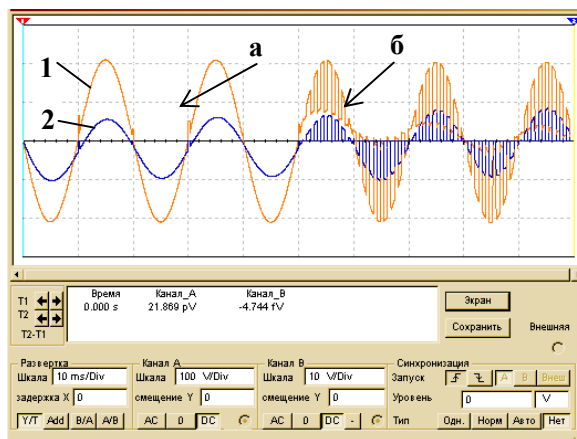 1
3
1
2
а
б
T1
T2
T2-T1
Время Канал_А Канал_В
0.000 s 21.869 pV -4.744 fV
Экран
Сохранить
Внешняя
Развертка
Шкала 10 ms/Div
задержка X 0
Y/T Add B/A A/B
Канал А
Шкала 100 V/Div
смещение Y 0
AC 0 DC
Канал В
Шкала 10 V/Div
смещение Y 0
AC 0 DC -
Синхронизация
Запуск A B Внеш
Уровень 0 V
Тип Одн. Норм Авто Нет